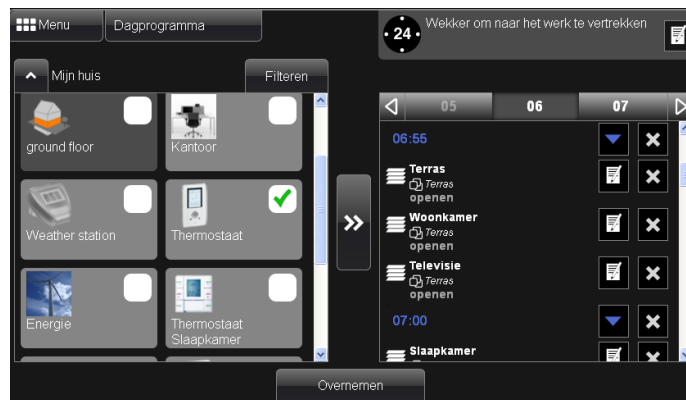 Menu
Dagprogramma
24
Wekker om naar het werk te vertrekken
Mijn huis
Filteren
ground floor
Kantoor
Weather station
Thermostaat
Energie
Thermostaat
Slaapkamer
05
06
07
06:55
Terras
Terras
openen
Woonkamer
Terras
openen
Televisie
Terras
openen
07:00
Slaapkamer
Overnemen